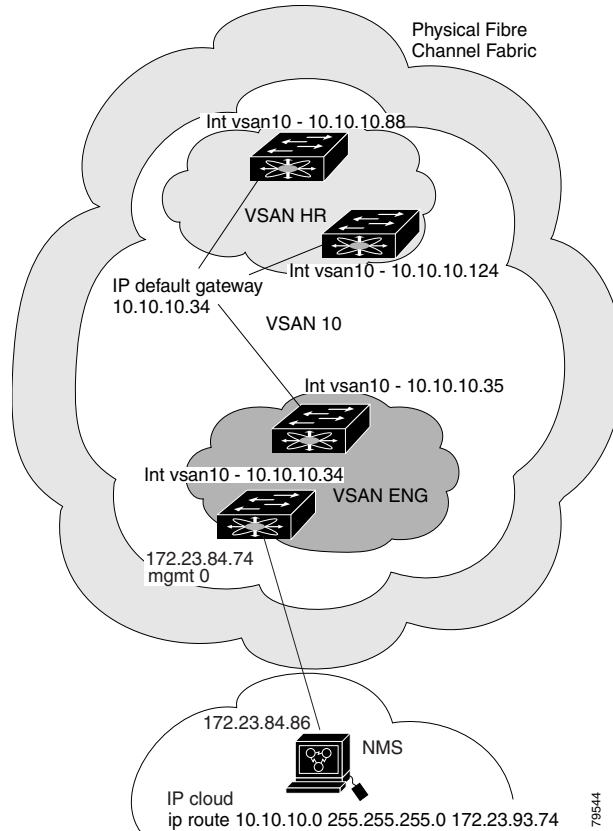 Physical Fibre
Channel Fabric
Int vsan10 - 10.10.10.88
VSAN HR
Int vsan10 - 10.10.10.124
IP default gateway
10.10.10.34
VSAN 10
Int vsan10 - 10.10.10.35
Int vsan10 - 10.10.10.34
VSAN ENG
172.23.84.74
mgmt 0
172.23.84.86
NMS
IP cloud
ip route 10.10.10.0 255.255.255.0 172.23.93.74
79544